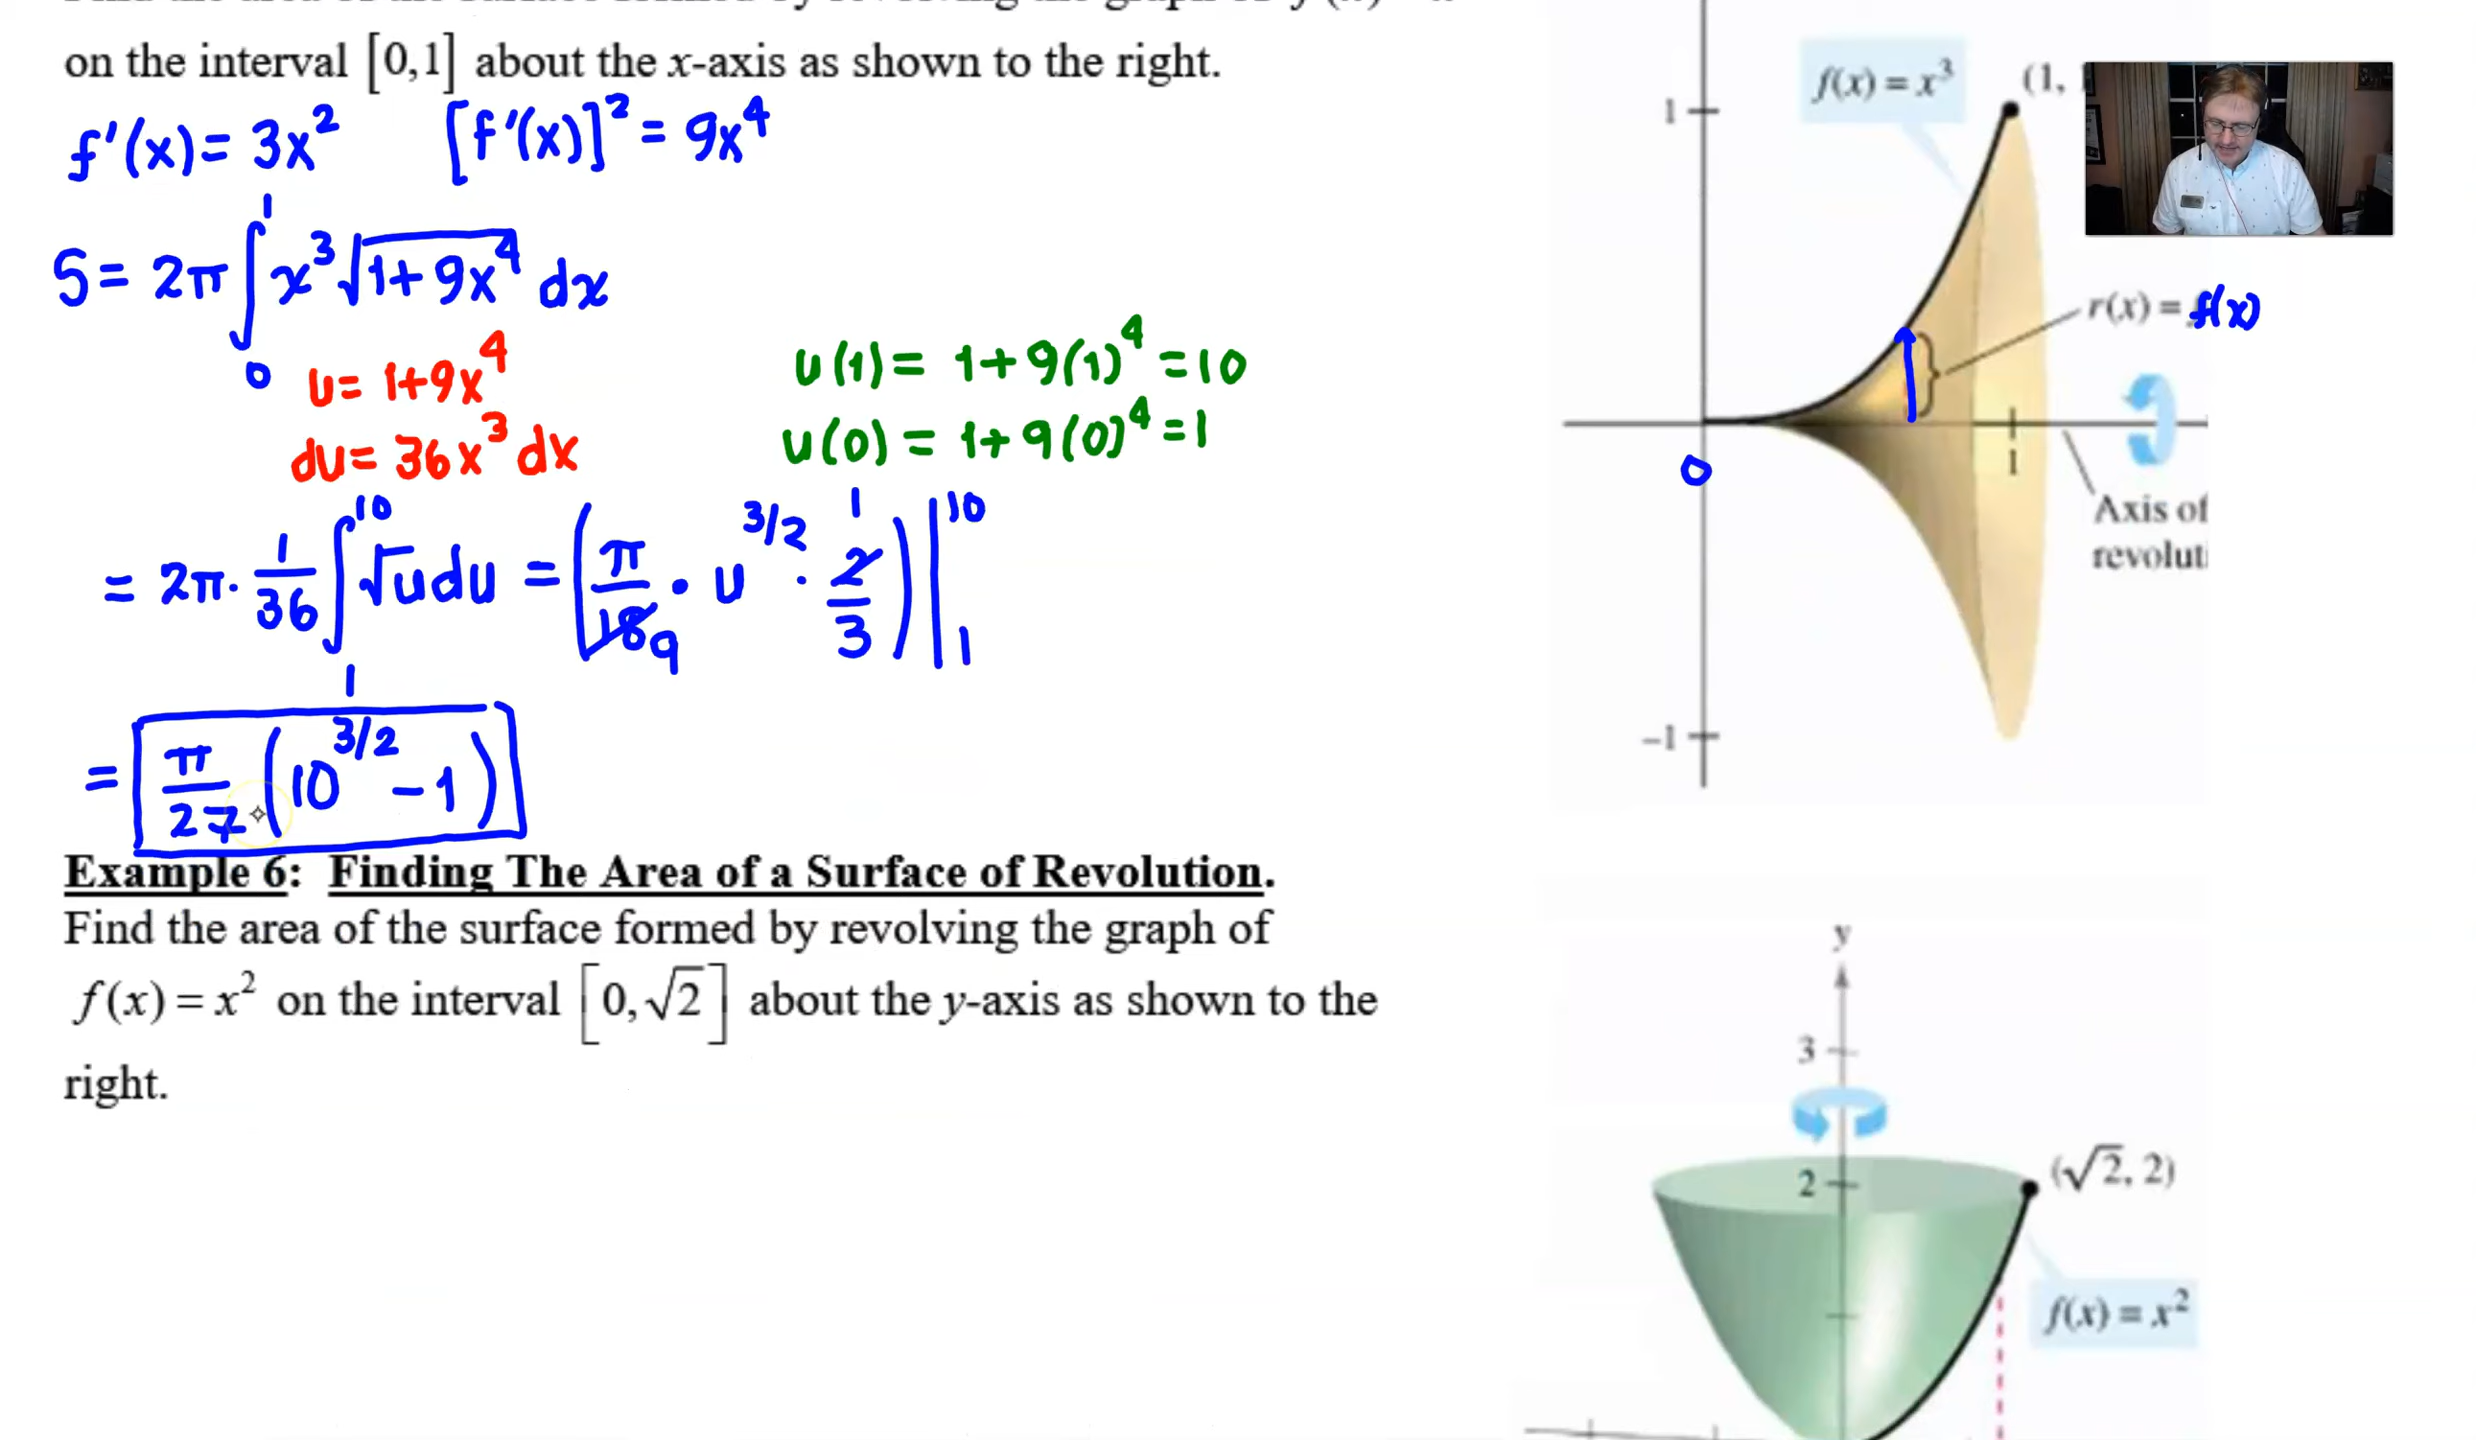 on the interval [0,1] about the x-axis as shown to the right.
f'(x) = 3x² [f'(x)]² = 9x⁴
S = 2π ∫₀¹ x³ √(1+9x⁴) dx
u = 1+9x⁴
du = 36x³ dx
u(1) = 1+9(1)⁴ = 10
u(0) = 1+9(0)⁴ = 1
= 2π · 1/36 ∫₁¹⁰ √u du = (π/18 9 · u^(3/2) · 2 1/3) |₁¹⁰
= π/27 (10^(3/2) − 1)
f(x) = x³
(1,
1
r(x) = f(x)
0
1
Axis of
revolut
−1
Example 6: Finding The Area of a Surface of Revolution.
Find the area of the surface formed by revolving the graph of
f(x) = x² on the interval [0, √2] about the y-axis as shown to the
right.
y
3
2
(√2, 2)
f(x) = x²